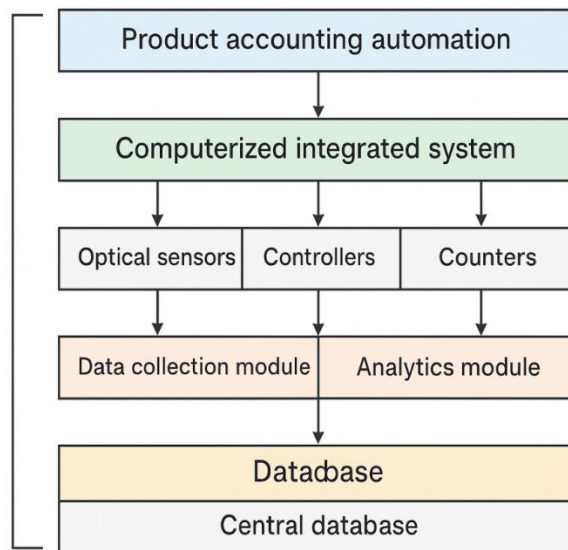 Product accounting automation
Computerized integrated system
Optical sensors Controllers Counters
Data collection module Analytics module
Datadbase
Central database